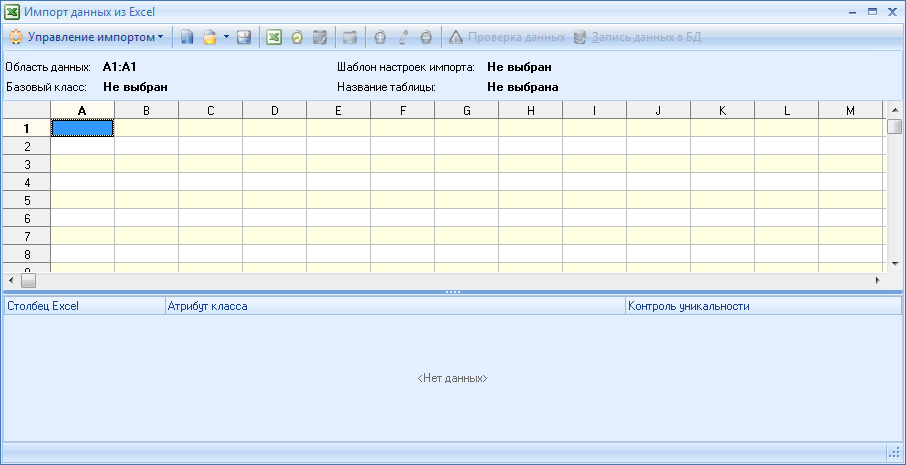 Импорт данных из Excel
Управление импортом Проверка данных Запись данных в БД
Область данных: A1:A1 Шаблон настроек импорта: Не выбран
Базовый класс: Не выбран Название таблицы: Не выбрана
A B C D E F G H I J K L M
1
2
3
4
5
6
7
8
9
Столбец Excel Атрибут класса Контроль уникальности
<Нет данных>